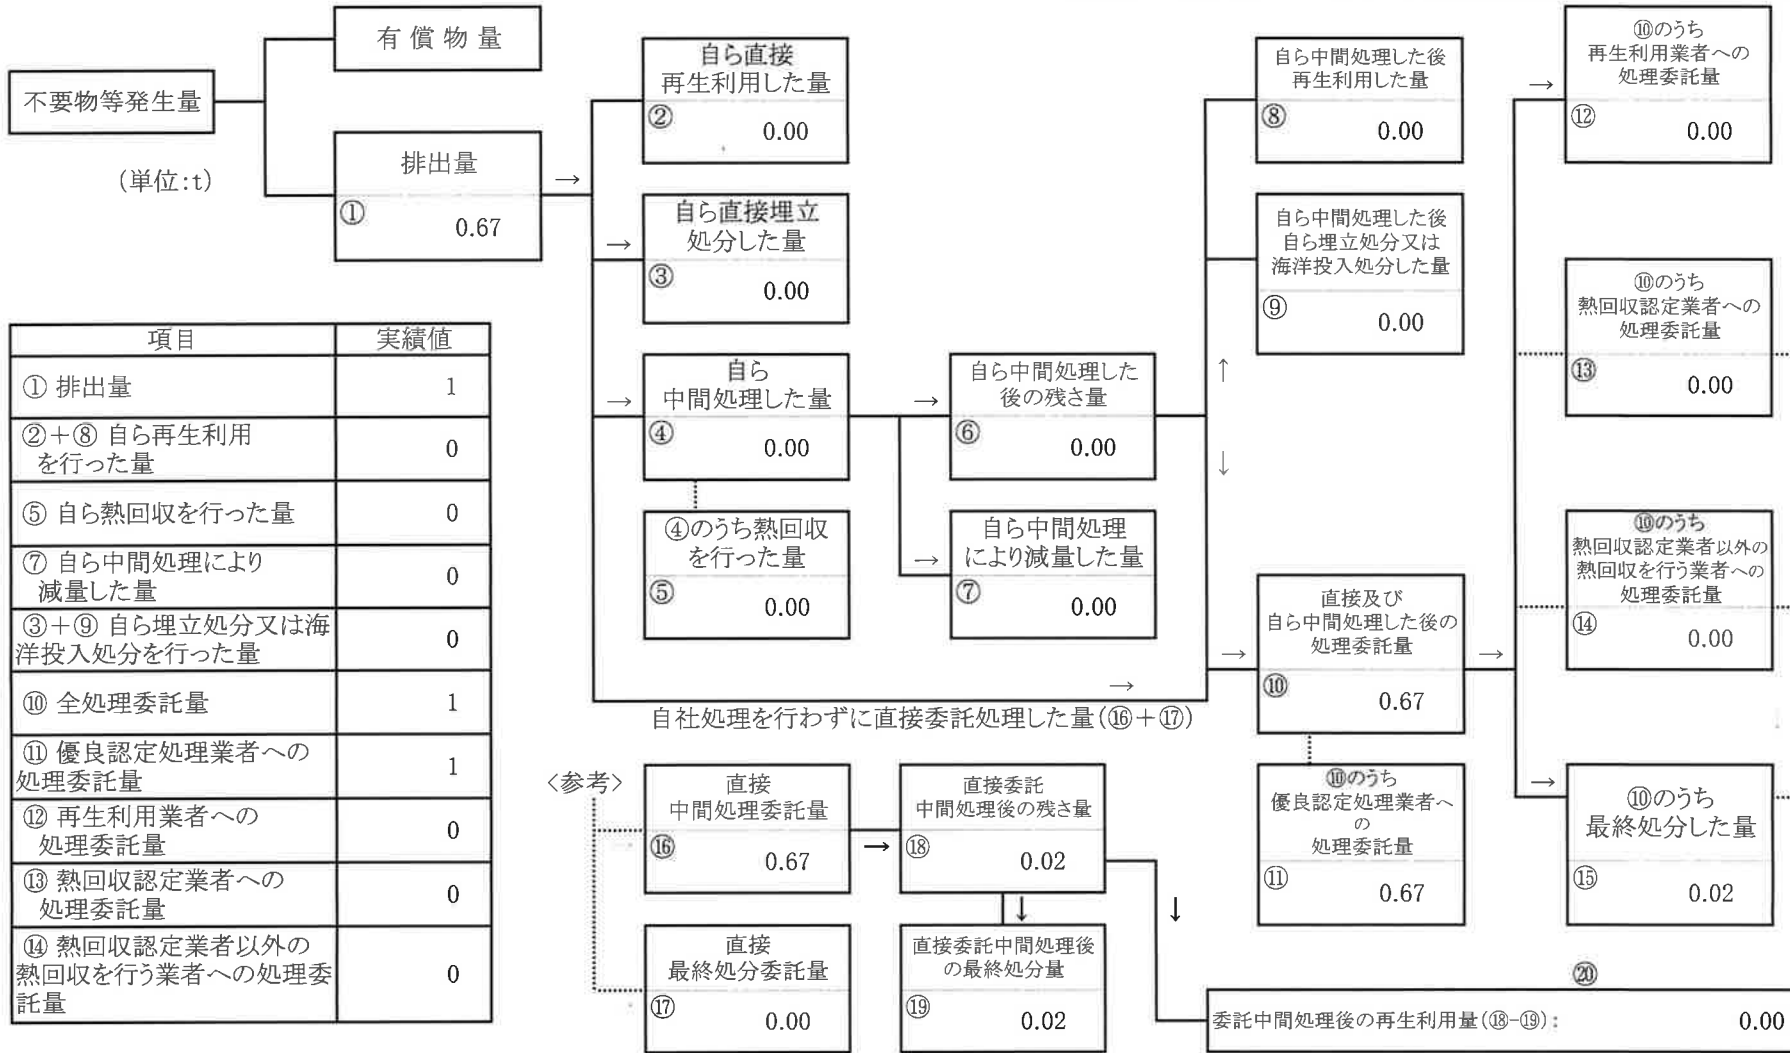 不要物等発生量
(単位:t)
有償物量
排出量
① 0.67
→
自ら直接
再生利用した量
② 0.00
→
自ら直接埋立
処分した量
③ 0.00
→
自ら
中間処理した量
④ 0.00
④のうち熱回収
を行った量
⑤ 0.00
→
自ら中間処理した
後の残さ量
⑥ 0.00
→
自ら中間処理
により減量した量
⑦ 0.00
自ら中間処理した後
再生利用した量
⑧ 0.00
自ら中間処理した後
自ら埋立処分又は
海洋投入処分した量
⑨ 0.00
↑
↓
→
自社処理を行わずに直接委託処理した量(⑯+⑰)
→
直接及び
自ら中間処理した後の
処理委託量
⑩ 0.67
⑩のうち
優良認定処理業者へ
の
処理委託量
⑪ 0.67
→
→
⑩のうち
再生利用業者への
処理委託量
⑫ 0.00
⑩のうち
熱回収認定業者への
処理委託量
⑬ 0.00
⑩のうち
熱回収認定業者以外の
熱回収を行う業者への
処理委託量
⑭ 0.00
→
⑩のうち
最終処分した量
⑮ 0.02
項目 実績値
① 排出量 1
②+⑧ 自ら再生利用
を行った量 0
⑤ 自ら熱回収を行った量 0
⑦ 自ら中間処理により
減量した量 0
③+⑨ 自ら埋立処分又は海
洋投入処分を行った量 0
⑩ 全処理委託量 1
⑪ 優良認定処理業者への
処理委託量 1
⑫ 再生利用業者への
処理委託量 0
⑬ 熱回収認定業者への
処理委託量 0
⑭ 熱回収認定業者以外の
熱回収を行う業者への処理委
託量 0
<参考>
直接
中間処理委託量
⑯ 0.67
→
直接委託
中間処理後の残さ量
⑱ 0.02
↓
↓
直接
最終処分委託量
⑰ 0.00
直接委託中間処理後
の最終処分量
⑲ 0.02
⑳
委託中間処理後の再生利用量(⑱-⑲): 0.00